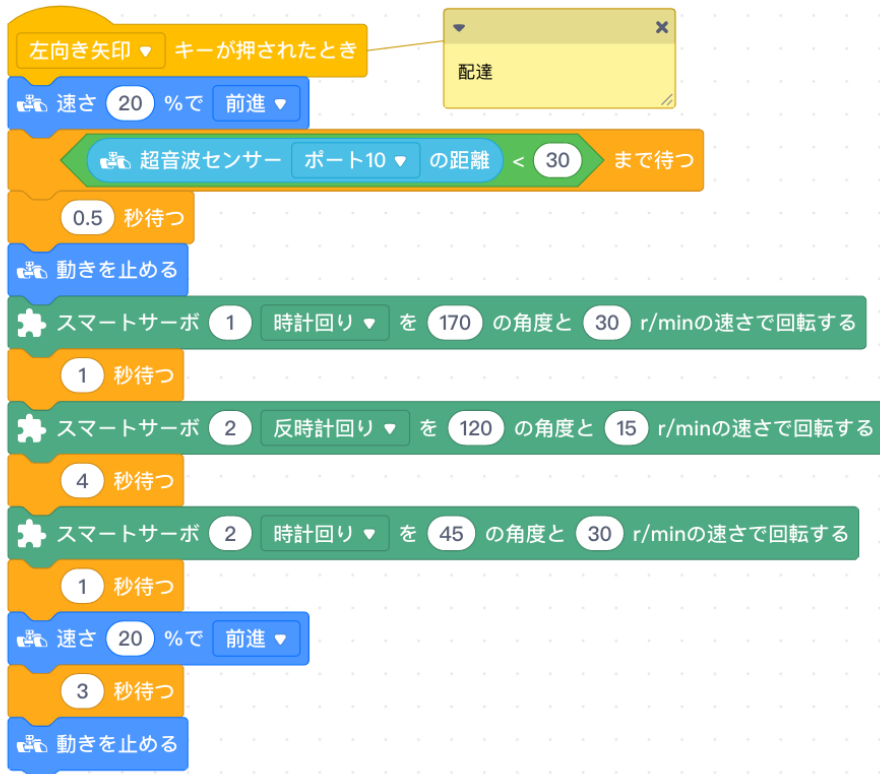 左向き矢印 キーが押されたとき
配達
速さ 20 %で 前進
超音波センサー ポート10 の距離 < 30 まで待つ
0.5 秒待つ
動きを止める
スマートサーボ 1 時計回り を 170 の角度と 30 r/minの速さで回転する
1 秒待つ
スマートサーボ 2 反時計回り を 120 の角度と 15 r/minの速さで回転する
4 秒待つ
スマートサーボ 2 時計回り を 45 の角度と 30 r/minの速さで回転する
1 秒待つ
速さ 20 %で 前進
3 秒待つ
動きを止める